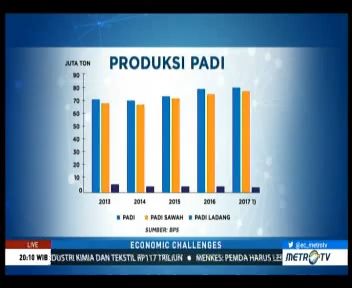 PRODUKSI PADI
JUTA TON
90
80
70
60
50
40
30
20
10
0
2013 2014 2015 2016 2017 1)
PADI PADI SAWAH PADI LADANG
SUMBER: BPS
LIVE ECONOMIC CHALLENGES @ec_metrotv
20:10 WIB DUSTRI KIMIA DAN TEKSTIL RP117 TRILIUN MENKES: PEMDA HARUS LEB METRO TV